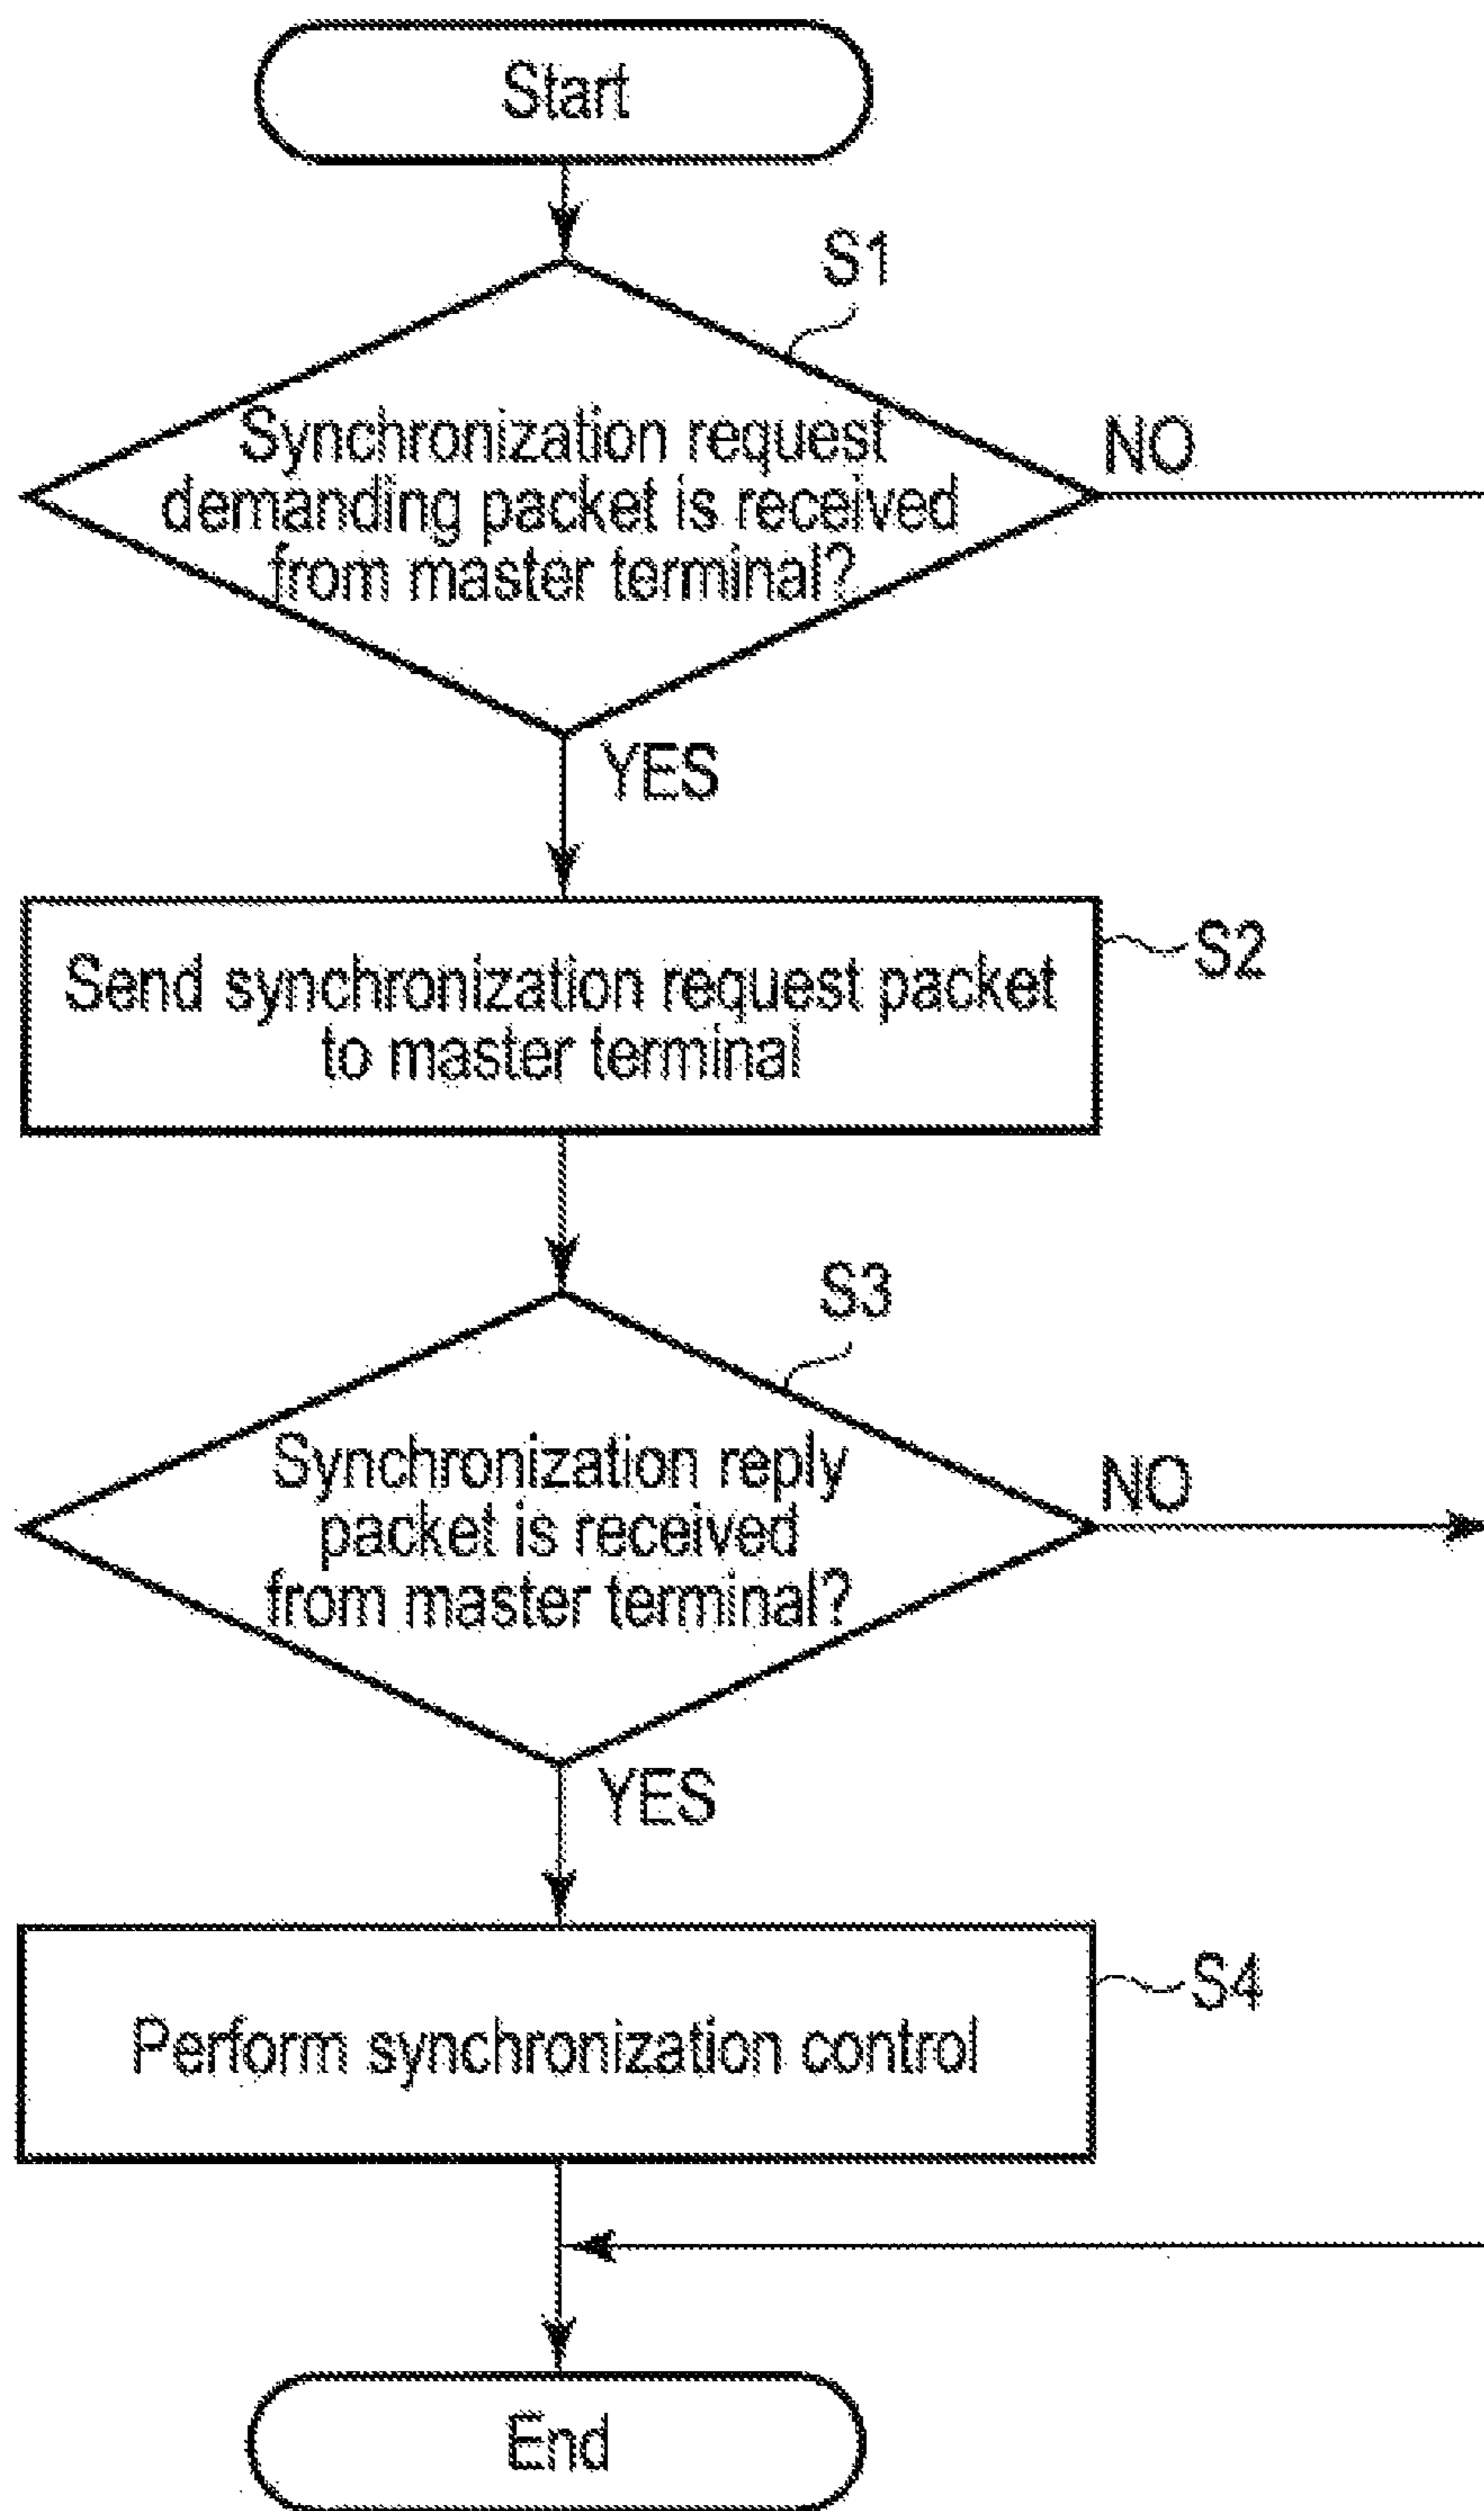 Start
S1
Synchronization request
demanding packet is received
from master terminal?
NO
YES
Send synchronization request packet
to master terminal
S2
S3
Synchronization reply
packet is received
from master terminal?
NO
YES
Perform synchronization control
S4
End